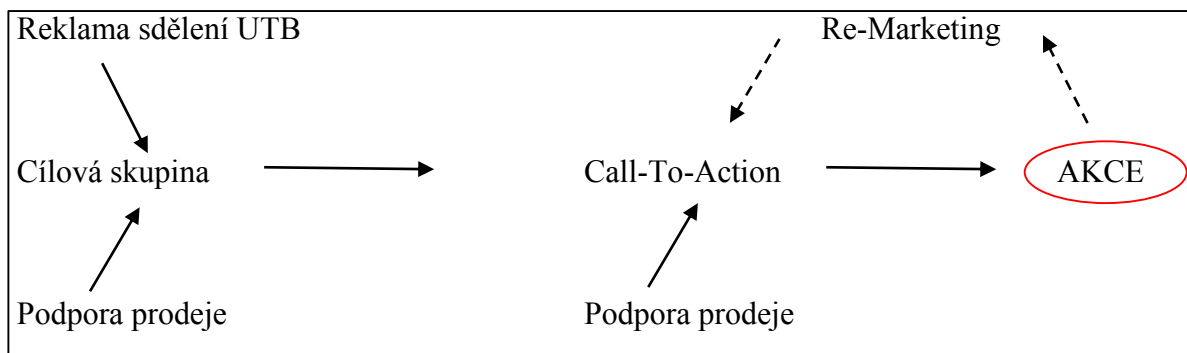 Reklama sdělení UTB
Re-Marketing
Cílová skupina
Call-To-Action
AKCE
Podpora prodeje
Podpora prodeje